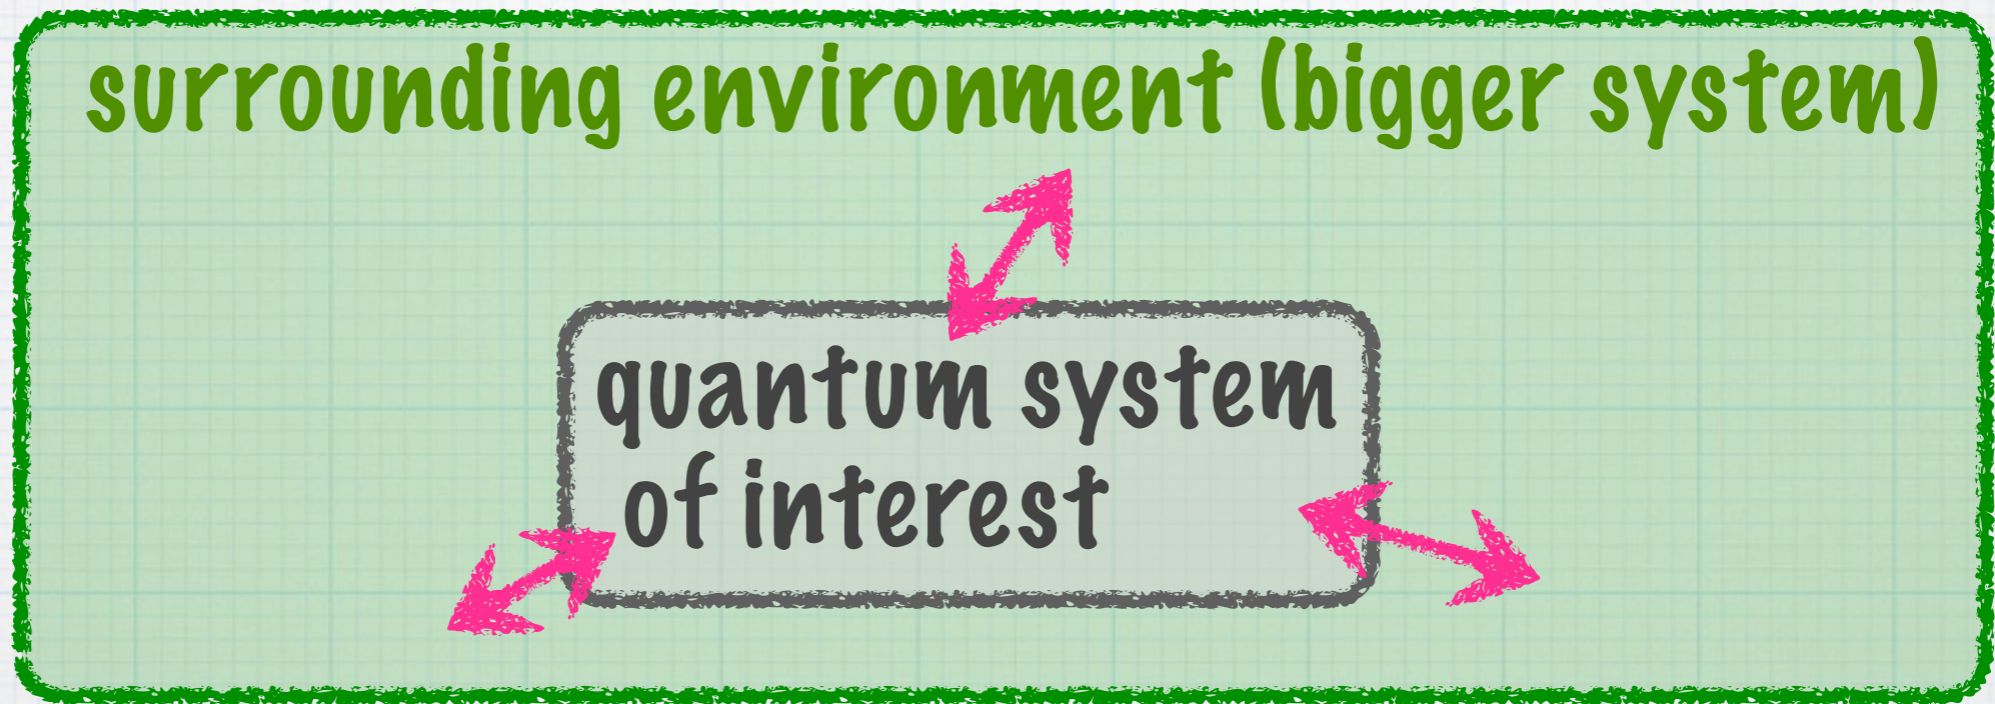 surrounding environment (bigger system)
quantum system
of interest